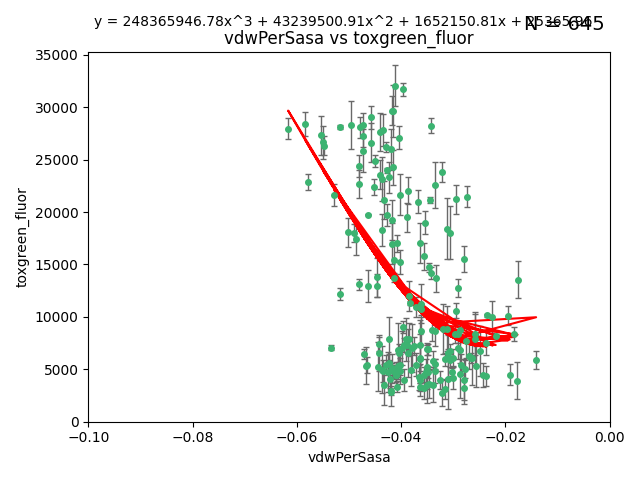 y = 248365946.78x^3 + 43239500.91x^2 + 1652150.81x +
N = 645
vdwPerSasa vs toxgreen_fluor
toxgreen_fluor
35000
30000
25000
20000
15000
10000
5000
0
−0.10
−0.08
−0.06
−0.04
−0.02
0.00
vdwPerSasa